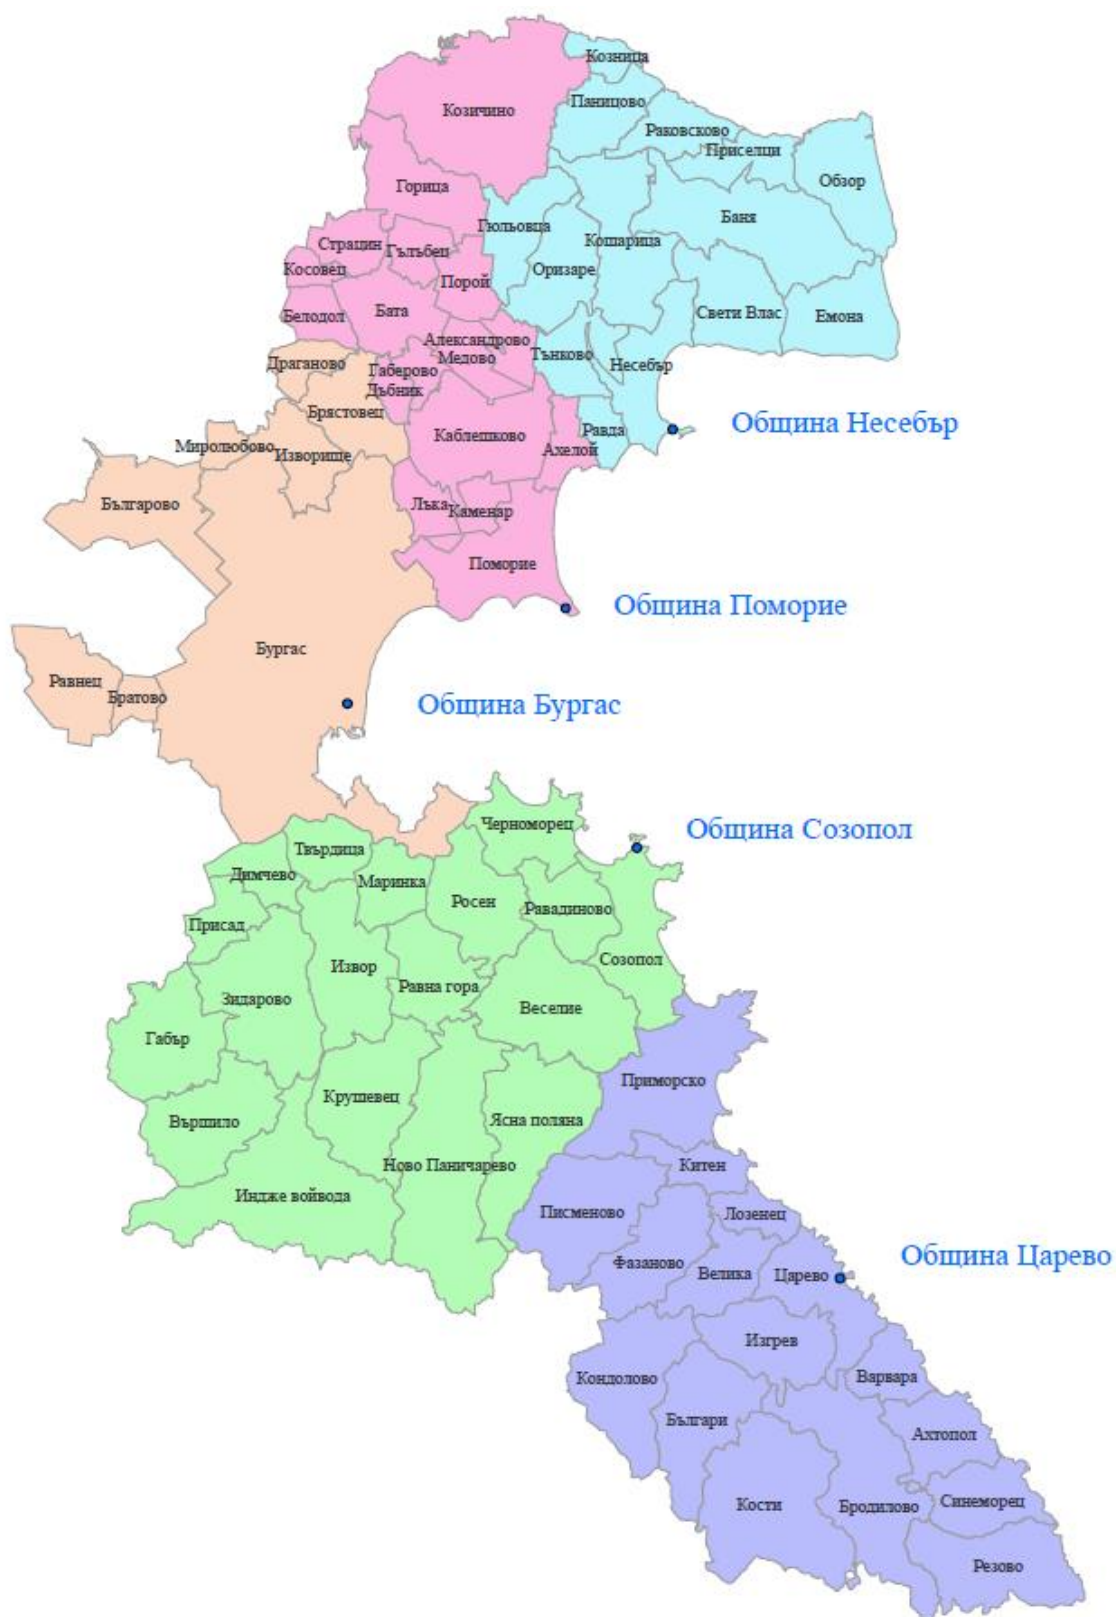 Козница
Козичино
Паницово
Раковсково
Приселци
Обзор
Горица
Баня
Гюльовца
Кошарица
Страцин
Гълъбец
Косовец
Оризаре
Порой
Белодол
Бата
Свети Влас
Емона
Александрово
Медово
Тънково
Несебър
Драганово
Габерово
Дъбник
Брястовец
Община Несебър
Равда
Каблешково
Ахелой
Миролюбово
Изворище
Българово
Лъка
Каменар
Поморие
Община Поморие
Бургас
Равнец
Братово
Община Бургас
Черноморец
Община Созопол
Твърдица
Димчево
Маринка
Росен
Равадиново
Присад
Созопол
Извор
Равна гора
Зидарово
Веселие
Габър
Приморско
Крушевец
Вършило
Ясна поляна
Ново Паничарево
Китен
Индже войвода
Писменово
Лозенец
Фазаново
Велика
Царево
Община Царево
Изгрев
Кондолово
Варвара
Българи
Ахтопол
Кости
Бродилово
Синеморец
Резово